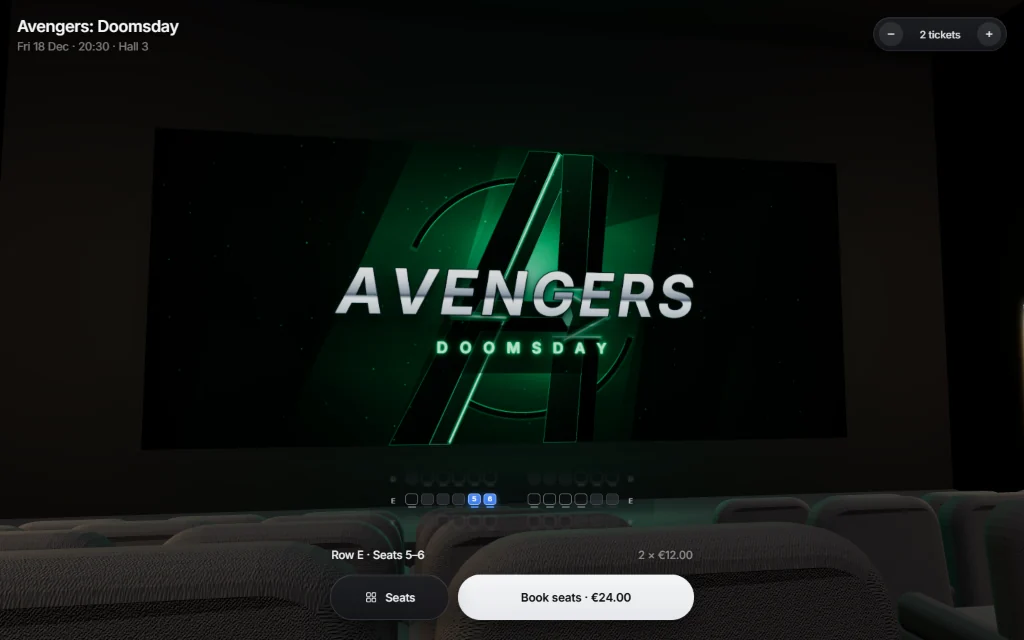 Avengers: Doomsday
Fri 18 Dec · 20:30 · Hall 3
− 2 tickets +
AVENGERS
DOOMSDAY
E 5 6 E
Row E · Seats 5–6
2 × €12.00
Seats
Book seats · €24.00